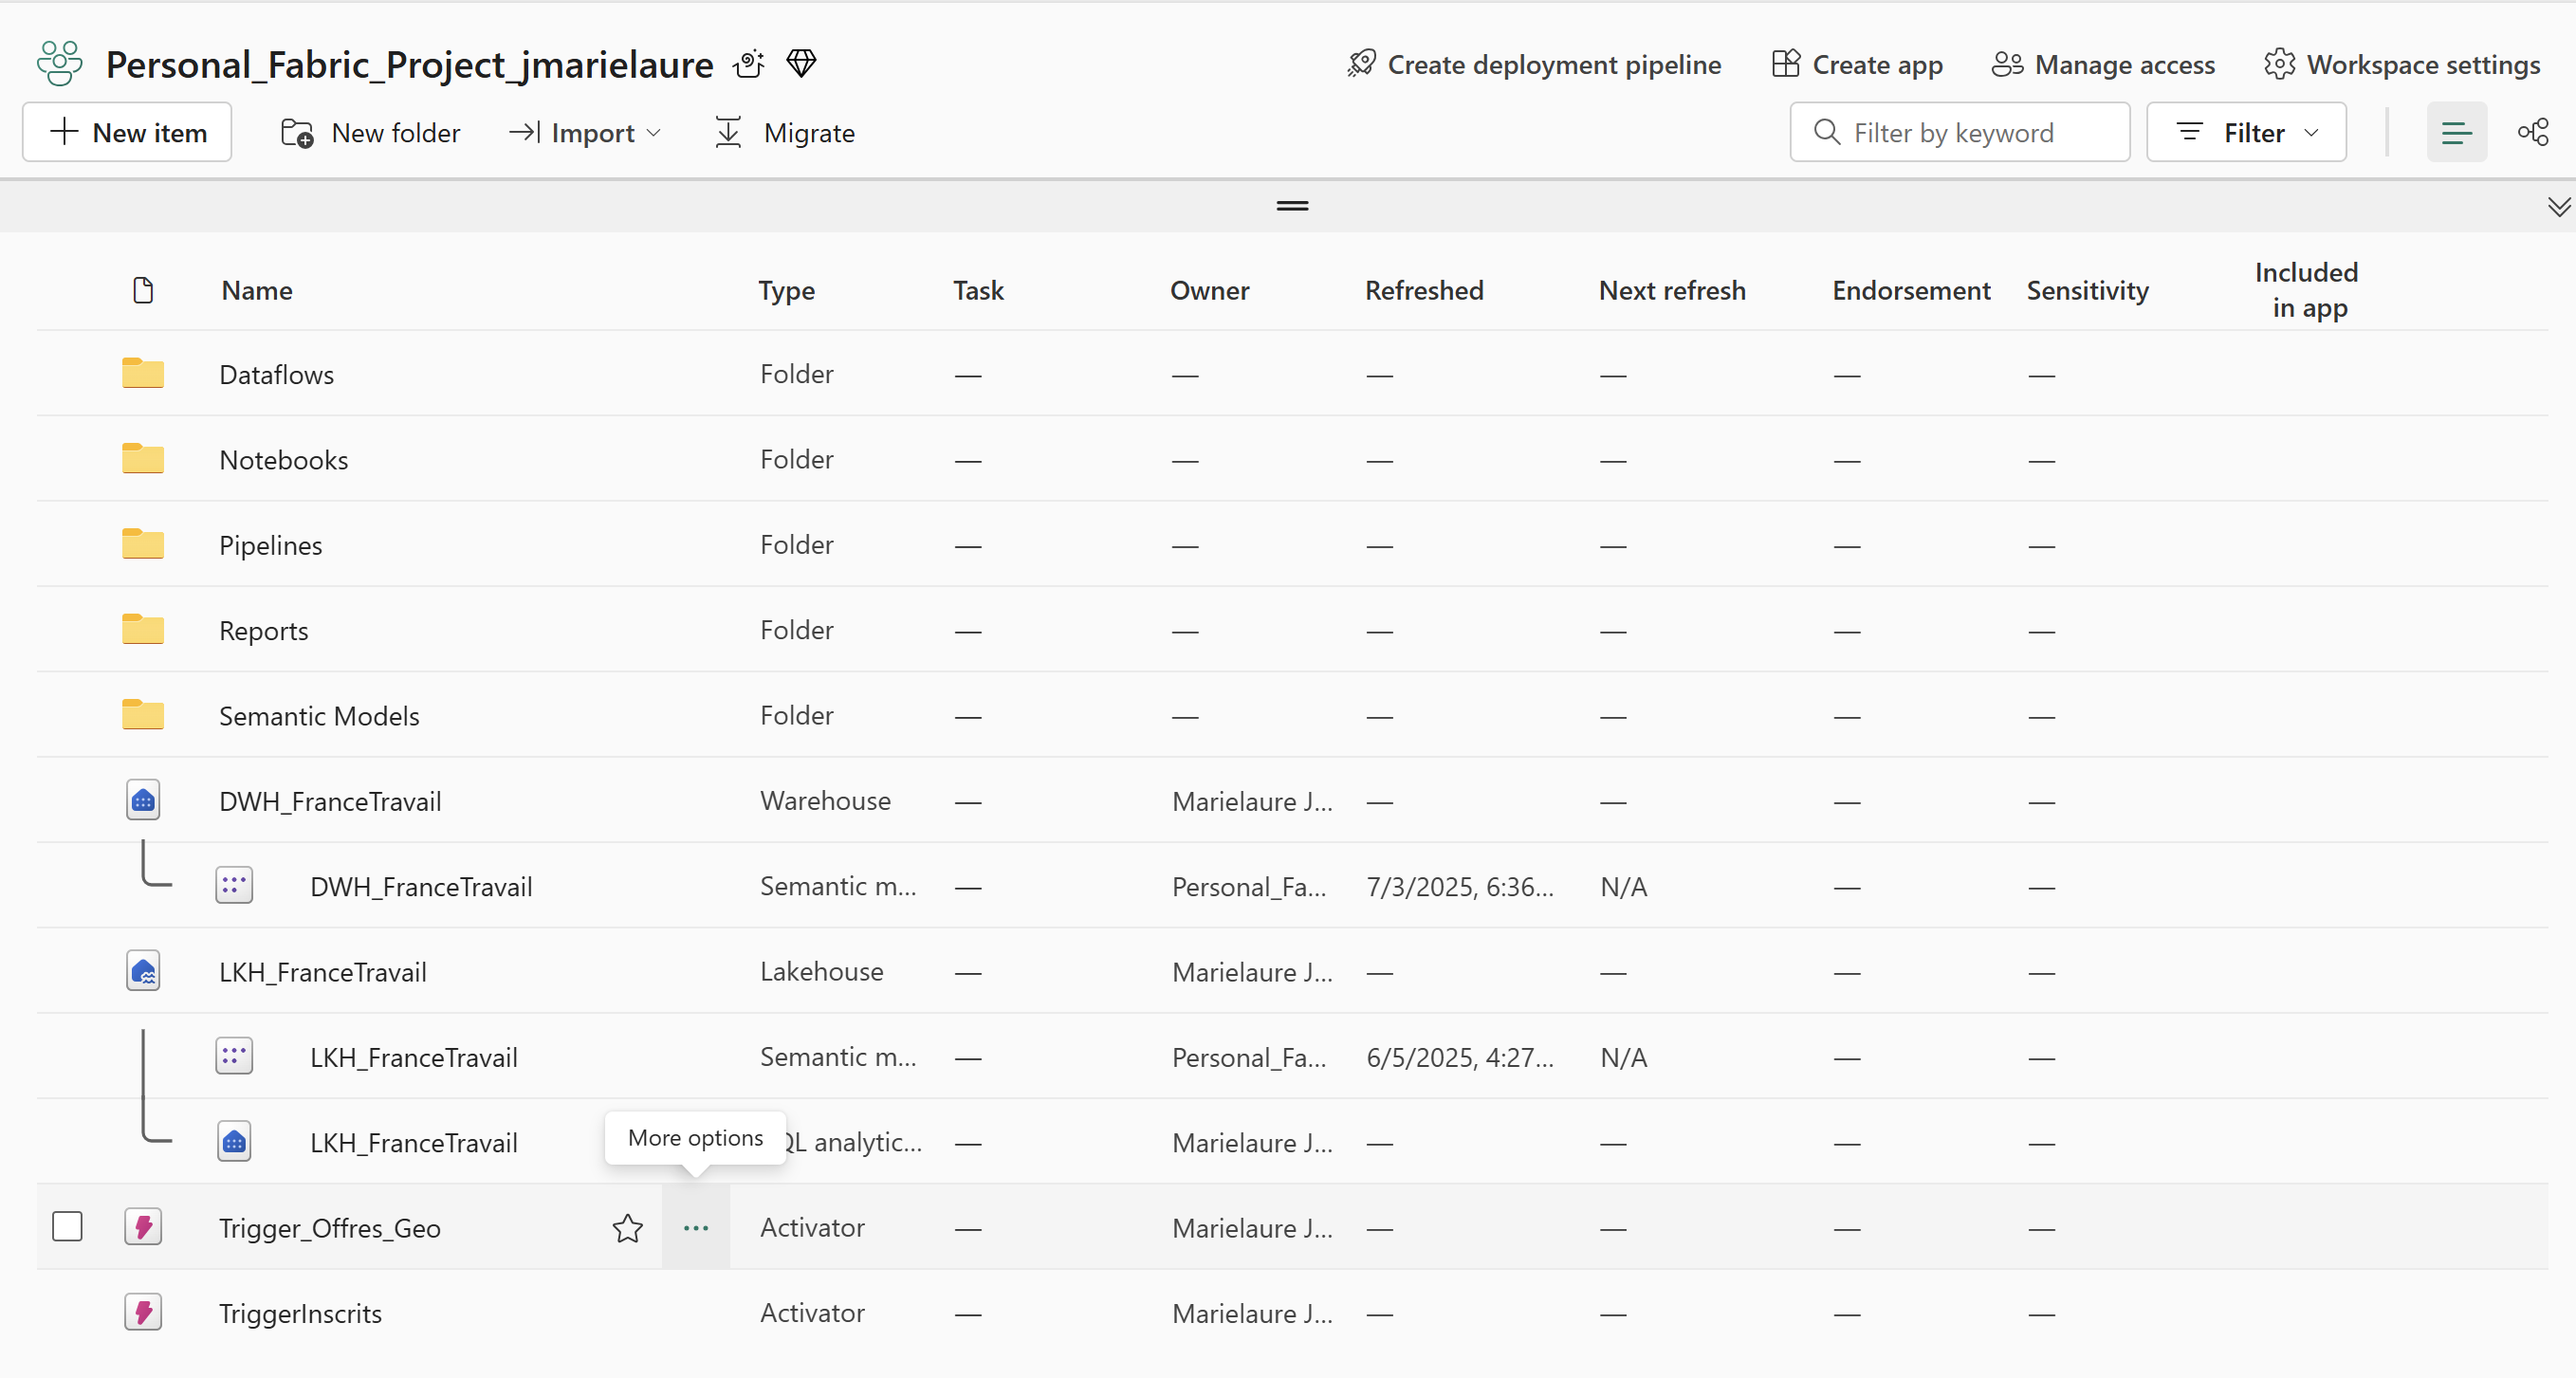 Personal_Fabric_Project_jmarielaure
Create deployment pipeline Create app Manage access Workspace settings
New item New folder Import Migrate Filter by keyword Filter
Name Type Task Owner Refreshed Next refresh Endorsement Sensitivity Included in app
Dataflows Folder — — — — — —
Notebooks Folder — — — — — —
Pipelines Folder — — — — — —
Reports Folder — — — — — —
Semantic Models Folder — — — — — —
DWH_FranceTravail Warehouse — Marielaure J... — — — —
DWH_FranceTravail Semantic m... — Personal_Fa... 7/3/2025, 6:36... N/A — —
LKH_FranceTravail Lakehouse — Marielaure J... — — — —
LKH_FranceTravail Semantic m... — Personal_Fa... 6/5/2025, 4:27... N/A — —
LKH_FranceTravail More options QL analytic... — Marielaure J... — — — —
Trigger_Offres_Geo Activator — Marielaure J... — — — —
TriggerInscrits Activator — Marielaure J... — — — —